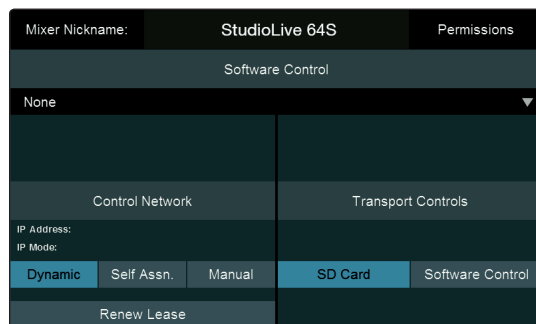 Mixer Nickname: StudioLive 64S Permissions
Software Control
None
Control Network Transport Controls
IP Address:
IP Mode:
Dynamic Self Assn. Manual SD Card Software Control
Renew Lease